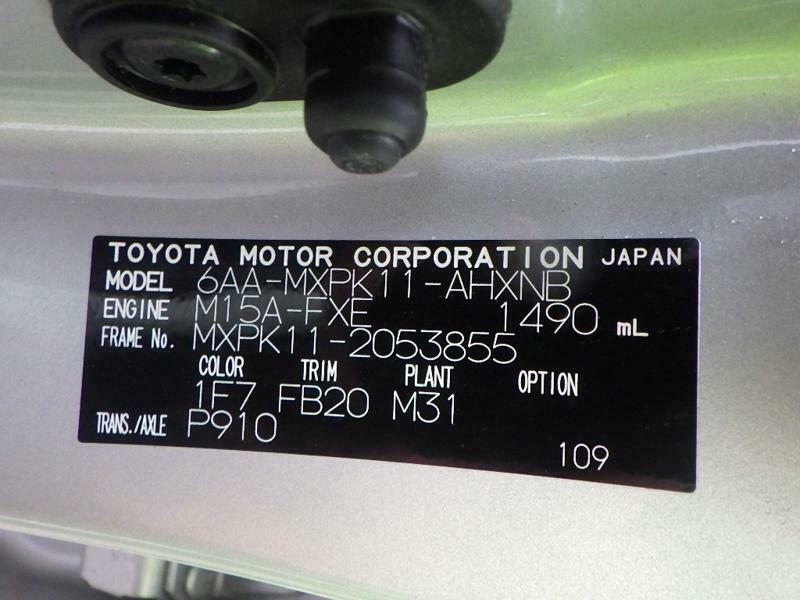 TOYOTA MOTOR CORPORATION JAPAN
MODEL 6AA-MXPK11-AHXNB
ENGINE M15A-FXE 1490 mL
FRAME No. MXPK11-2053855
COLOR TRIM PLANT OPTION
1F7 FB20 M31
TRANS./AXLE P910
109